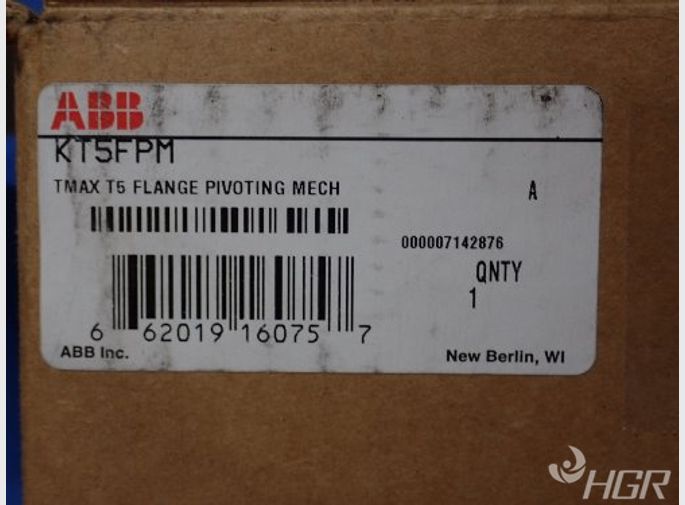 ABB
KT5FPM
TMAX T5 FLANGE PIVOTING MECH
A
000007142876
QNTY
1
6 62019 16075 7
ABB Inc.
New Berlin, WI
HGR